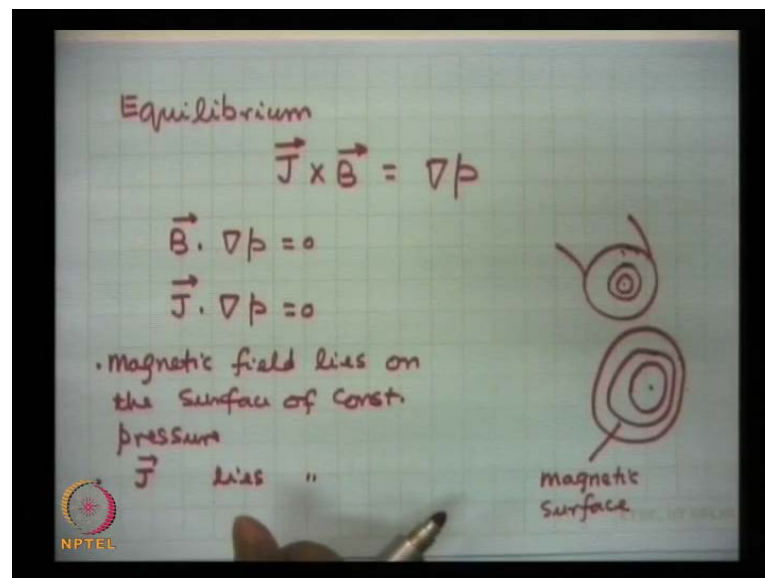 Equilibrium
J⃗ × B⃗ = ∇p
B⃗ . ∇p = 0
J⃗ . ∇p = 0
• magnetic field lies on
the Surface of Const.
pressure
• J⃗ lies "
magnetic
Surface
NPTEL